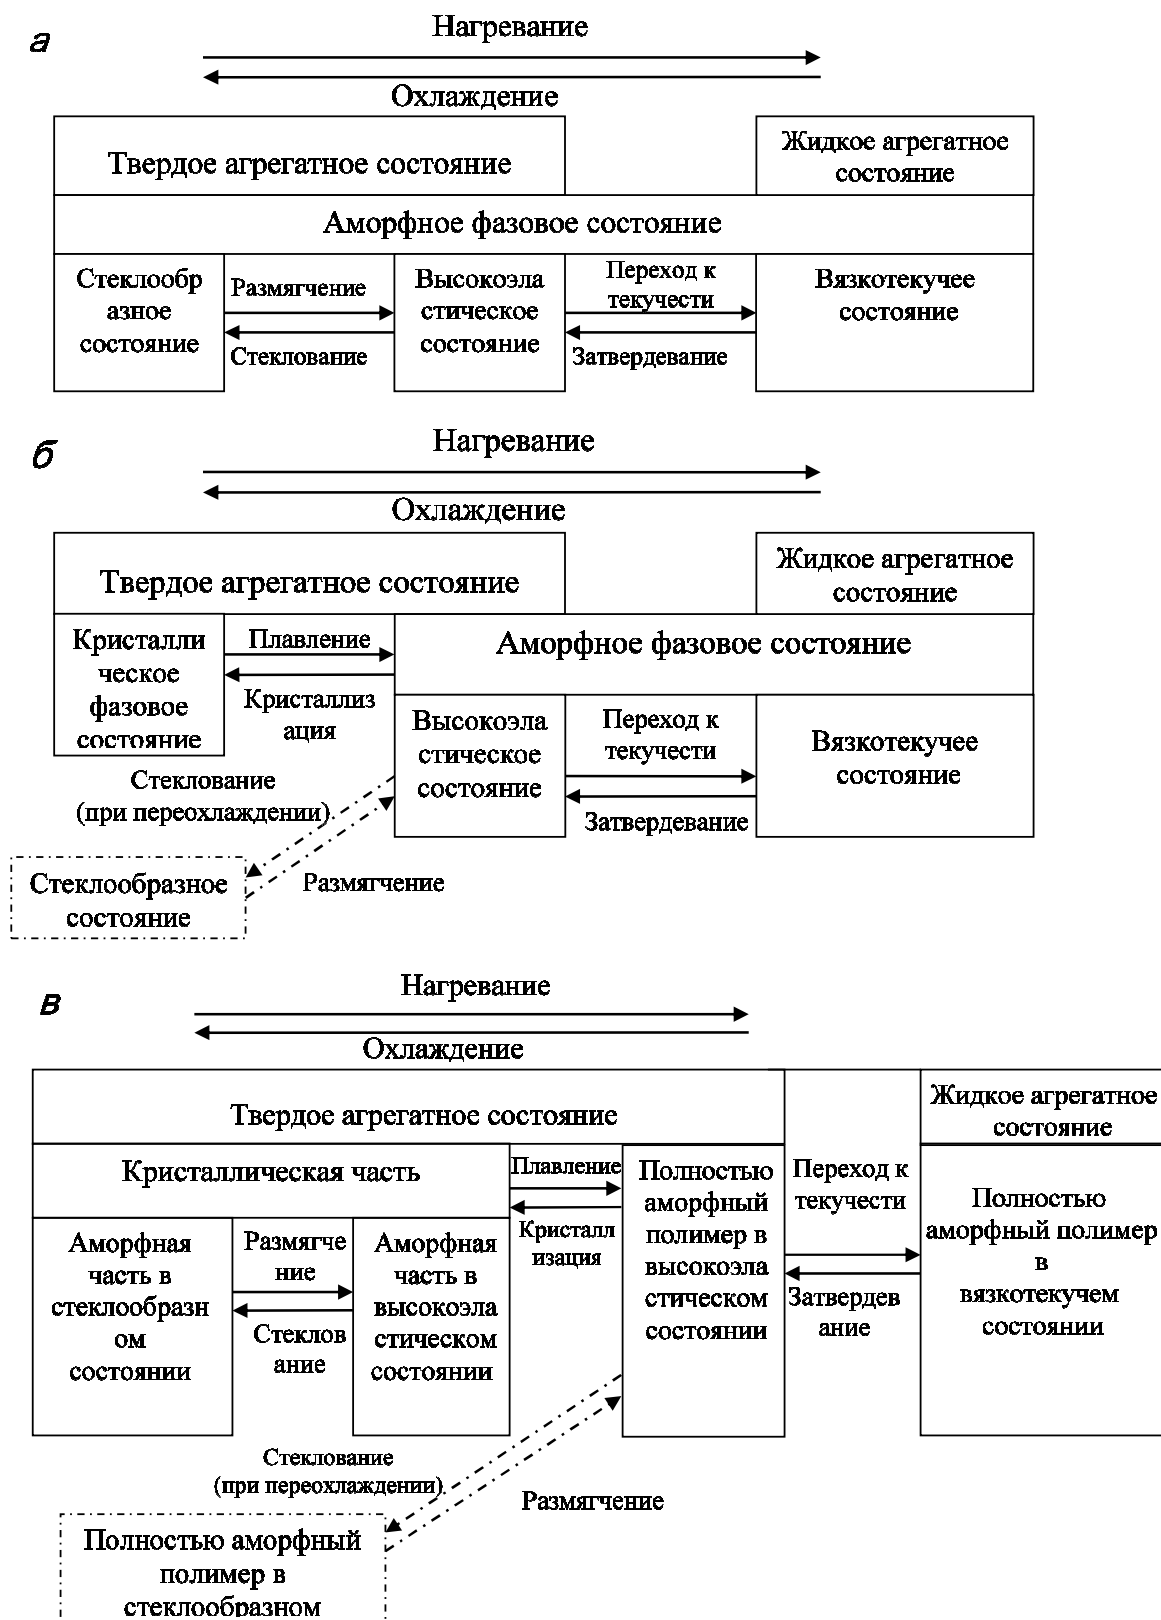 а
Нагревание
Охлаждение
Твердое агрегатное состояние
Жидкое агрегатное
состояние
Аморфное фазовое состояние
Стеклообр
азное
состояние
Размягчение
Стеклование
Высокоэла
стическое
состояние
Переход к
текучести
Затвердевание
Вязкотекучее
состояние
б
Нагревание
Охлаждение
Твердое агрегатное состояние
Жидкое агрегатное
состояние
Кристалли
ческое
фазовое
состояние
Плавление
Кристаллиз
ация
Аморфное фазовое состояние
Высокоэла
стическое
состояние
Переход к
текучести
Затвердевание
Вязкотекучее
состояние
Стеклование
(при переохлаждении)
Размягчение
Стеклообразное
состояние
в
Нагревание
Охлаждение
Твердое агрегатное состояние
Жидкое агрегатное
состояние
Кристаллическая часть
Плавление
Кристалл
изация
Аморфная
часть в
стеклообразн
ом
состоянии
Размягче
ние
Стеклов
ание
Аморфная
часть в
высокоэла
стическом
состоянии
Полностью
аморфный
полимер в
высокоэла
стическом
состоянии
Переход к
текучести
Затвердев
ание
Полностью
аморфный полимер
в
вязкотекучем
состоянии
Стеклование
(при переохлаждении)
Размягчение
Полностью аморфный
полимер в
стеклообразном